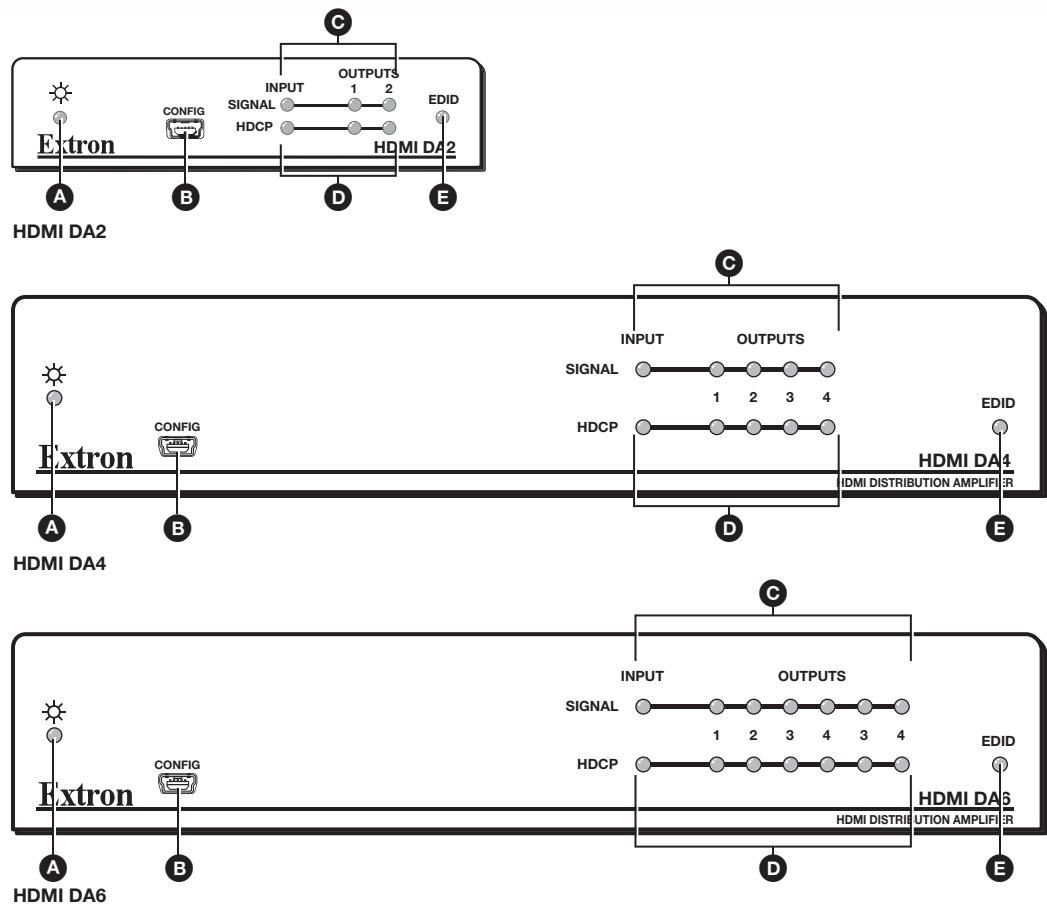 C
OUTPUTS
INPUT 1 2
SIGNAL
CONFIG
EDID
HDCP
Extron
HDMI DA2
A B D E
HDMI DA2
C
INPUT OUTPUTS
SIGNAL
1 2 3 4
EDID
CONFIG
HDCP
Extron
HDMI DA4
HDMI DISTRIBUTION AMPLIFIER
A B D E
HDMI DA4
C
INPUT OUTPUTS
SIGNAL
1 2 3 4 3 4
EDID
CONFIG
HDCP
Extron
HDMI DA6
HDMI DISTRIBUTION AMPLIFIER
A B D E
HDMI DA6